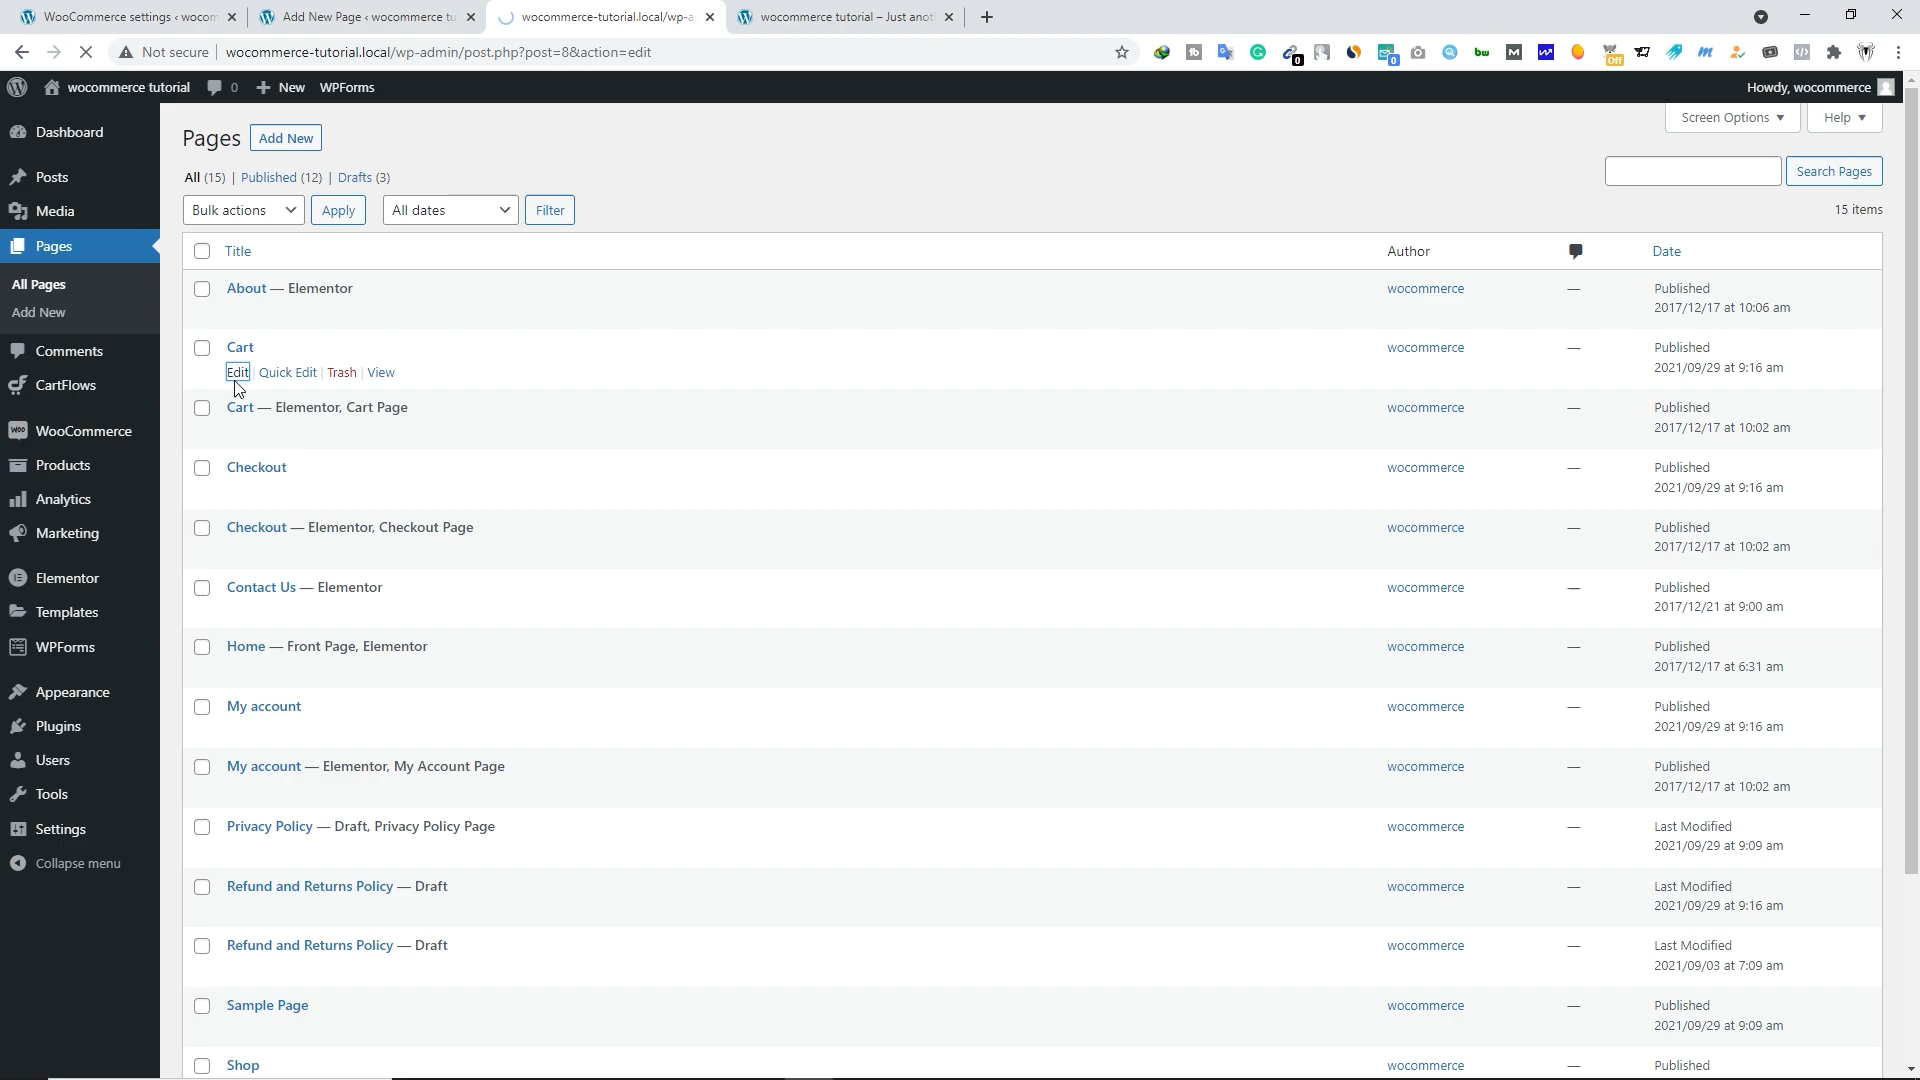 WooCommerce settings ‹ wocom
Add New Page ‹ wocommerce tu
wocommerce-tutorial.local/wp-a
wocommerce tutorial – Just anot
Not secure
wocommerce-tutorial.local/wp-admin/post.php?post=8&action=edit
wocommerce tutorial
0
New
WPForms
Howdy, wocommerce
Dashboard
Posts
Media
Pages
All Pages
Add New
Comments
CartFlows
WooCommerce
Products
Analytics
Marketing
Elementor
Templates
WPForms
Appearance
Plugins
Users
Tools
Settings
Collapse menu
Screen Options
Help
Pages
Add New
All (15) | Published (12) | Drafts (3)
Search Pages
Bulk actions
Apply
All dates
Filter
15 items
Title
Author
Date
About — Elementor
wocommerce
—
Published
2017/12/17 at 10:06 am
Cart
Edit | Quick Edit | Trash | View
wocommerce
—
Published
2021/09/29 at 9:16 am
Cart — Elementor, Cart Page
wocommerce
—
Published
2017/12/17 at 10:02 am
Checkout
wocommerce
—
Published
2021/09/29 at 9:16 am
Checkout — Elementor, Checkout Page
wocommerce
—
Published
2017/12/17 at 10:02 am
Contact Us — Elementor
wocommerce
—
Published
2017/12/21 at 9:00 am
Home — Front Page, Elementor
wocommerce
—
Published
2017/12/17 at 6:31 am
My account
wocommerce
—
Published
2021/09/29 at 9:16 am
My account — Elementor, My Account Page
wocommerce
—
Published
2017/12/17 at 10:02 am
Privacy Policy — Draft, Privacy Policy Page
wocommerce
—
Last Modified
2021/09/29 at 9:09 am
Refund and Returns Policy — Draft
wocommerce
—
Last Modified
2021/09/29 at 9:16 am
Refund and Returns Policy — Draft
wocommerce
—
Last Modified
2021/09/03 at 7:09 am
Sample Page
wocommerce
—
Published
2021/09/29 at 9:09 am
Shop
wocommerce
—
Published